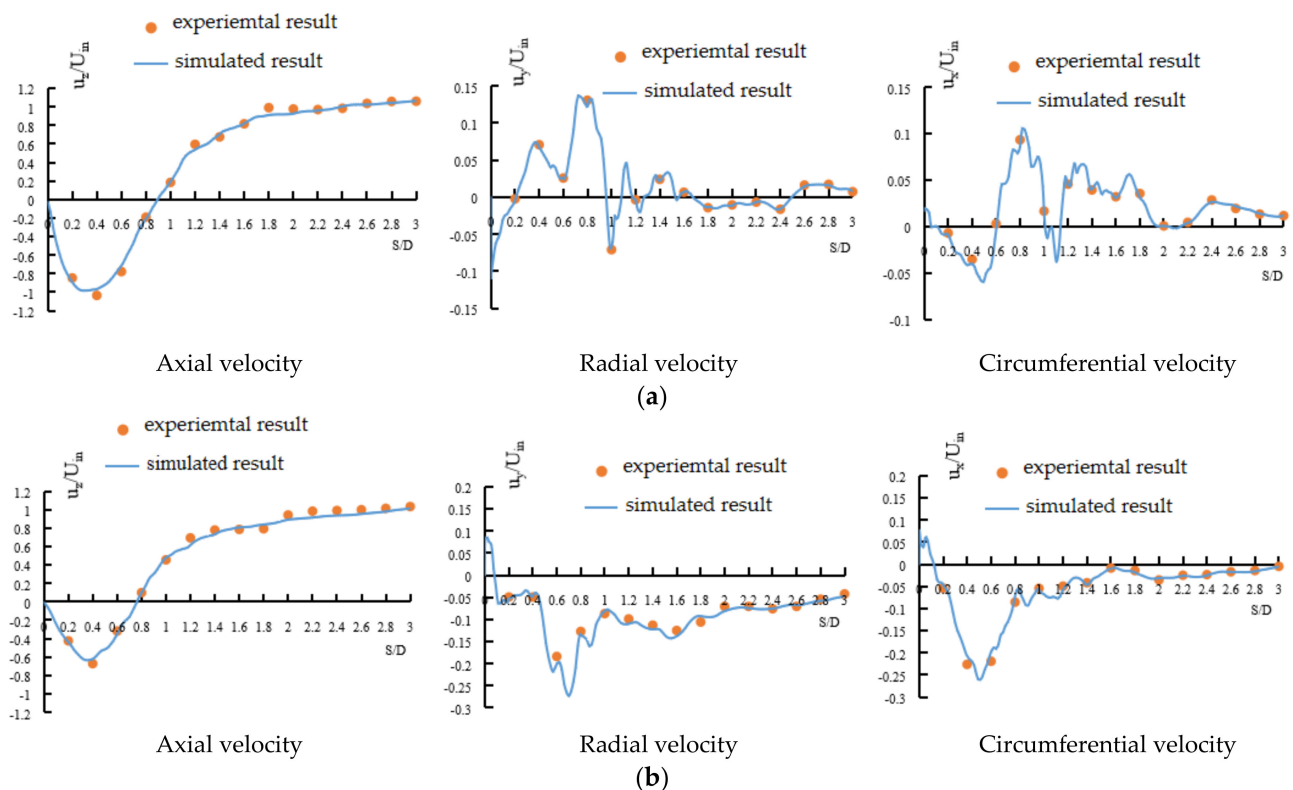 experiemtal result
simulated result
u_z/U_in
1.2
1
0.8
0.6
0.4
0.2
0
-0.2
-0.4
-0.6
-0.8
-1
-1.2
0 0.2 0.4 0.6 0.8 1 1.2 1.4 1.6 1.8 2 2.2 2.4 2.6 2.8 3
S/D
Axial velocity
experiemtal result
simulated result
u_y/U_in
0.15
0.1
0.05
0
-0.05
-0.1
-0.15
0 0.2 0.4 0.6 0.8 1 1.2 1.4 1.6 1.8 2 2.2 2.4 2.6 2.8 3
S/D
Radial velocity
experiemtal result
simulated result
u_x/U_in
0.15
0.1
0.05
0
-0.05
-0.1
0 0.2 0.4 0.6 0.8 1 1.2 1.4 1.6 1.8 2 2.2 2.4 2.6 2.8 3
S/D
Circumferential velocity
(a)
experiemtal result
simulated result
u_z/U_in
1.2
1
0.8
0.6
0.4
0.2
0
-0.2
-0.4
-0.6
-0.8
-1
-1.2
0 0.2 0.4 0.6 0.8 1 1.2 1.4 1.6 1.8 2 2.2 2.4 2.6 2.8 3
S/D
Axial velocity
experiemtal result
simulated result
u_y/U_in
0.2
0.15
0.1
0.05
0
-0.05
-0.1
-0.15
-0.2
-0.25
-0.3
0 0.2 0.4 0.6 0.8 1 1.2 1.4 1.6 1.8 2 2.2 2.4 2.6 2.8 3
S/D
Radial velocity
experiemtal result
simulated result
u_x/U_in
0.2
0.15
0.1
0.05
0
-0.05
-0.1
-0.15
-0.2
-0.25
-0.3
0 0.2 0.4 0.6 0.8 1 1.2 1.4 1.6 1.8 2 2.2 2.4 2.6 2.8 3
S/D
Circumferential velocity
(b)